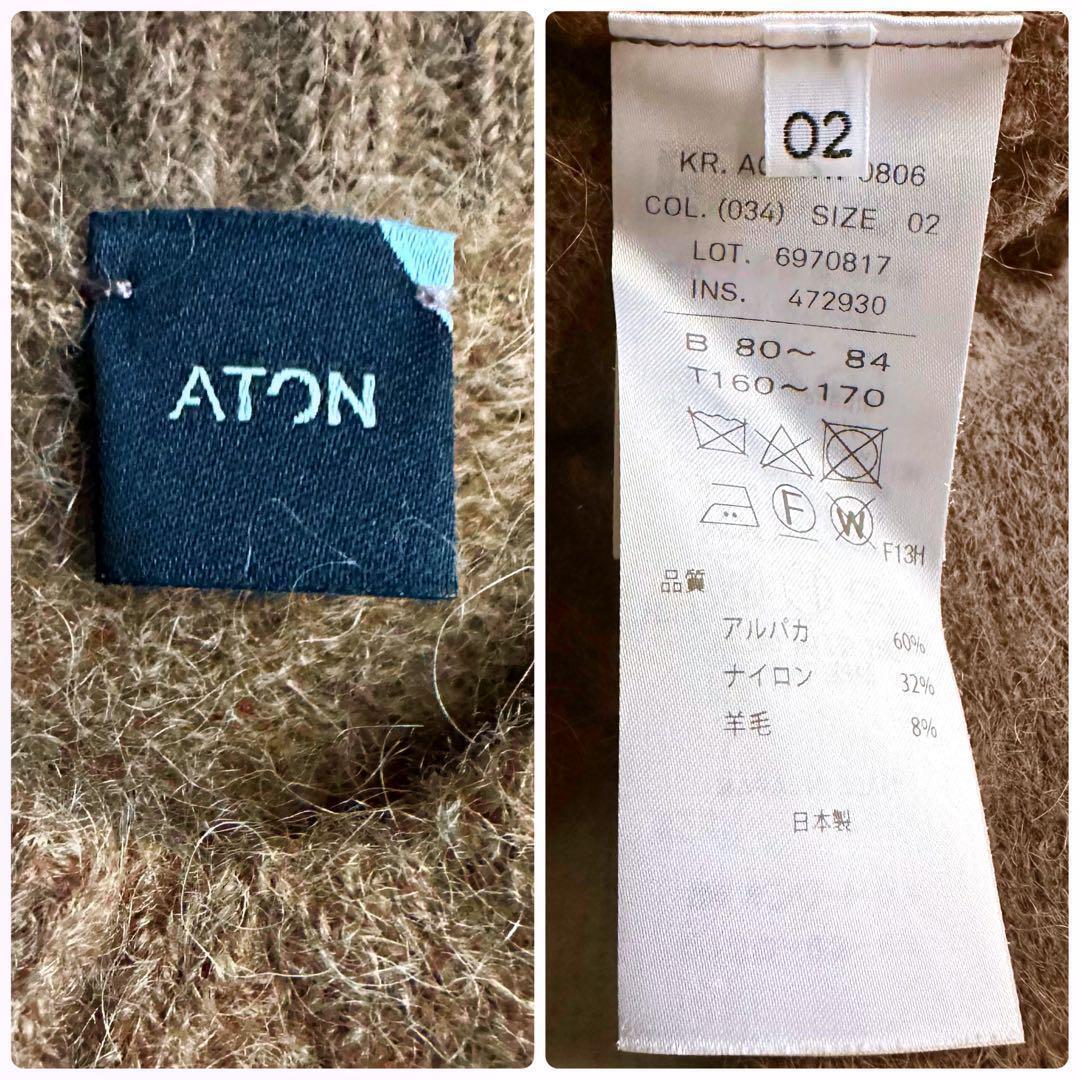 ATON
02
KR. 0806
COL. (034) SIZE 02
LOT. 6970817
INS. 472930
B 80〜 84
T160〜170
F W
F13H
品質
アルパカ 60%
ナイロン 32%
羊毛 8%
日本製